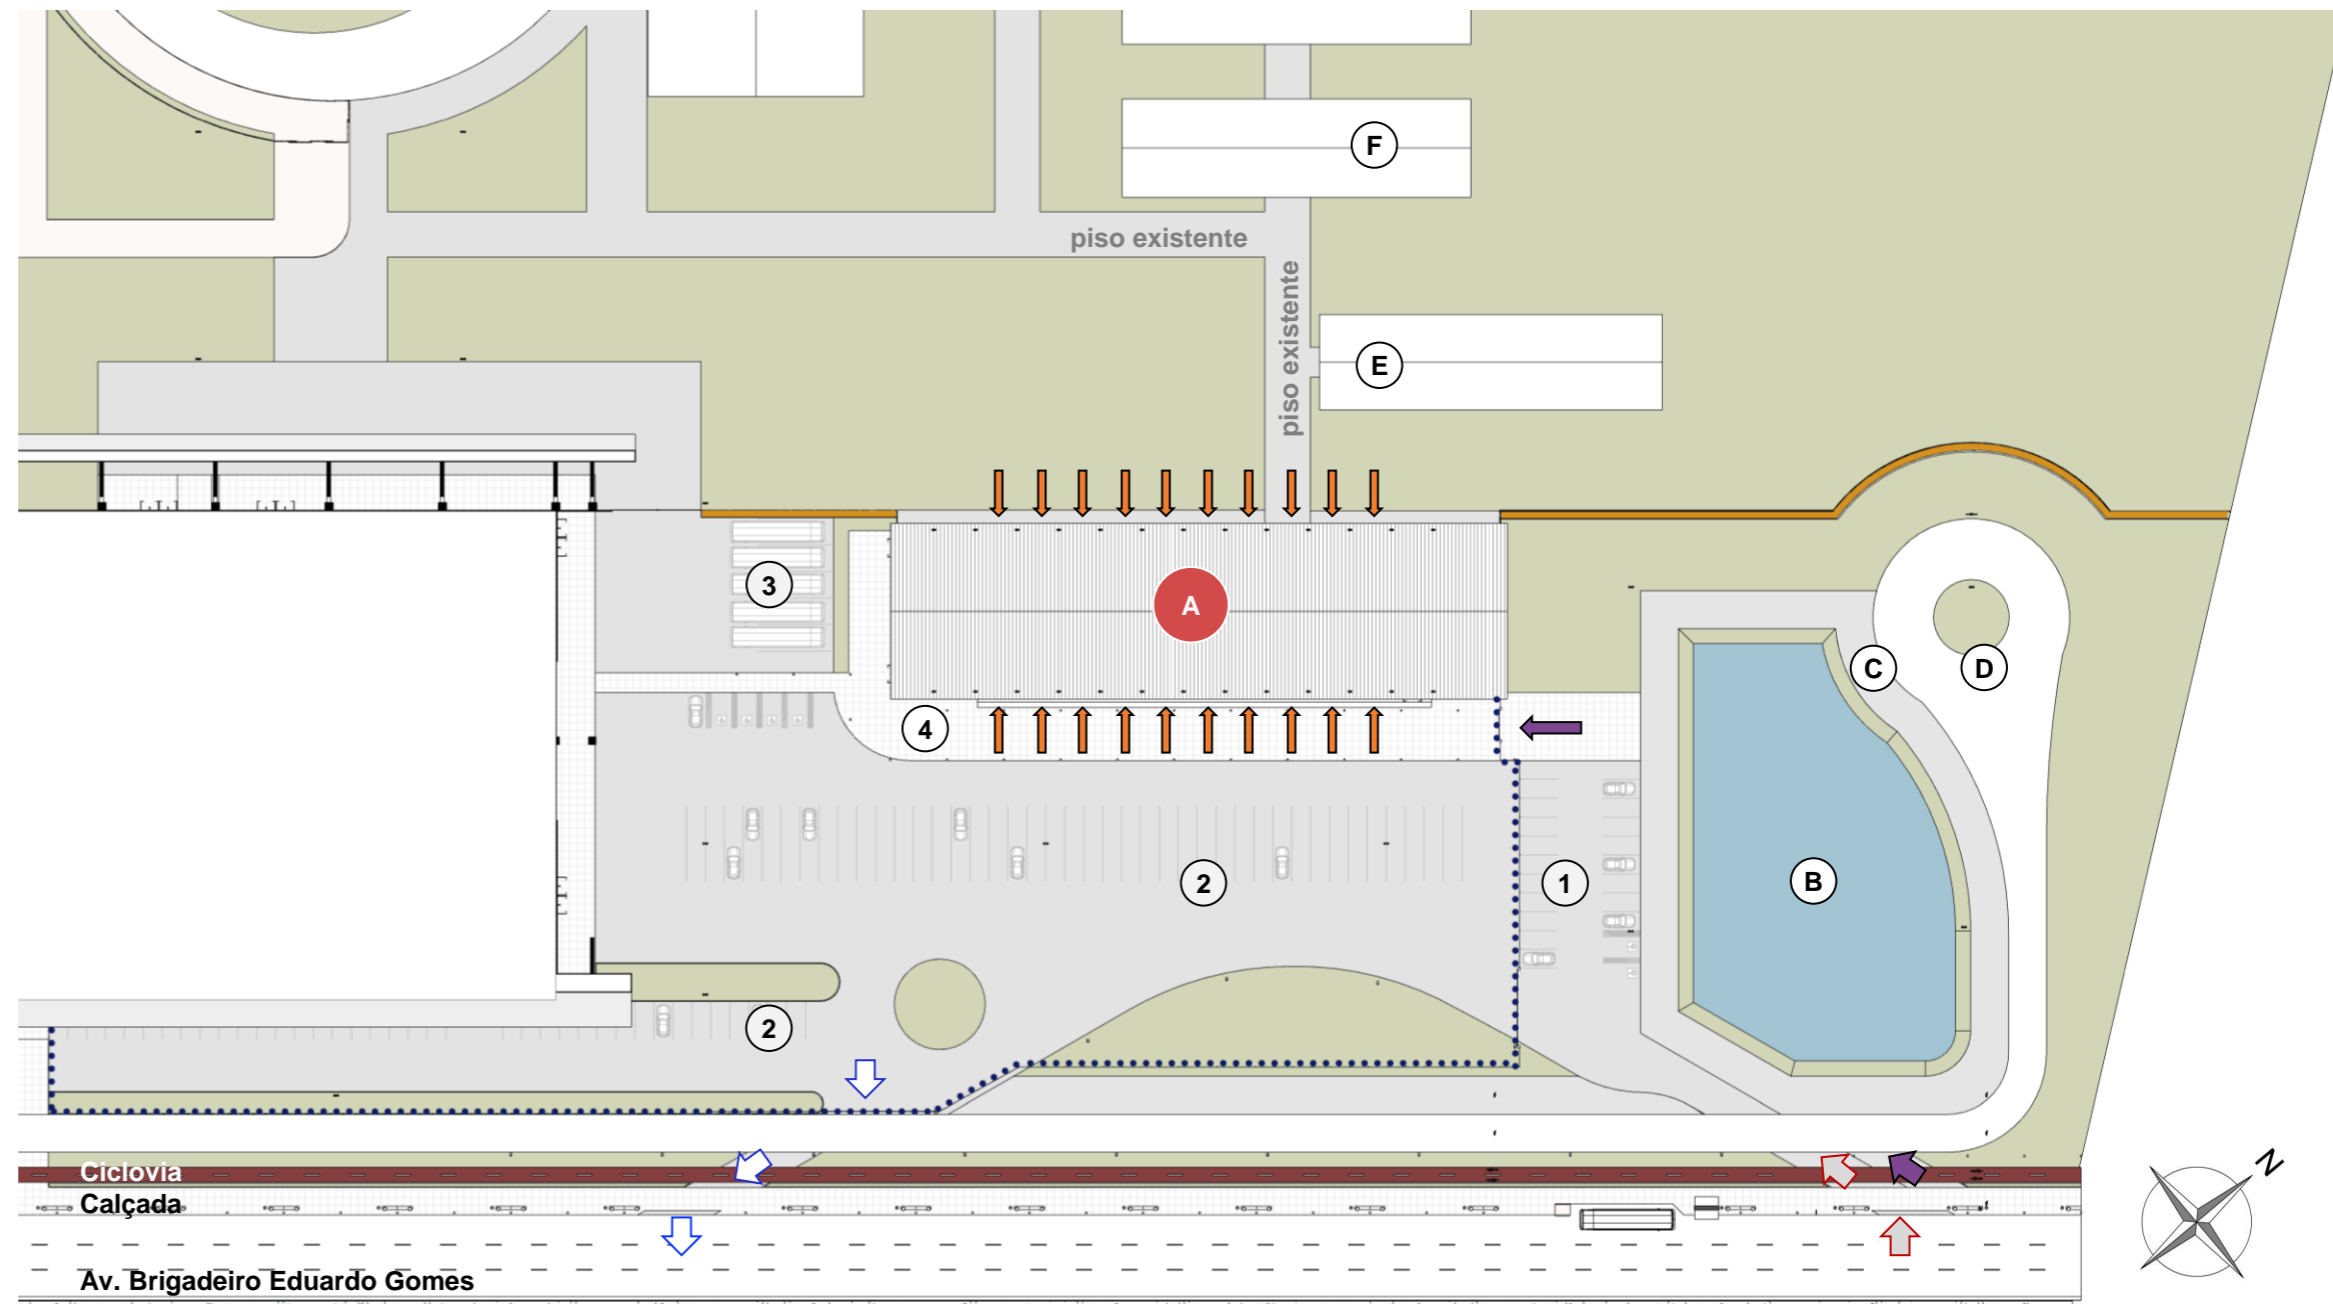 F
piso existente
piso existente
E
3
A
C
D
4
2
1
B
2
N
Ciclovia
Calçada
Av. Brigadeiro Eduardo Gomes